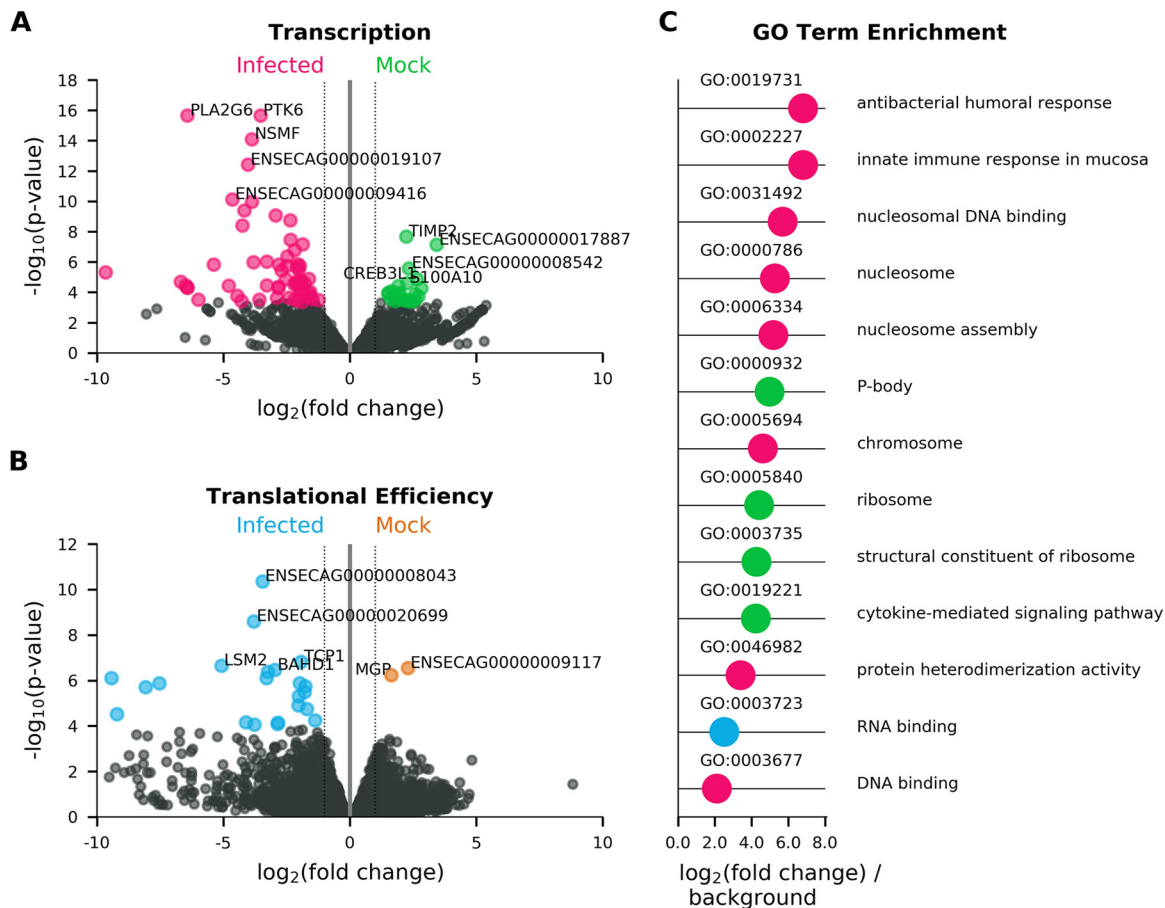 A
Transcription
Infected Mock
18
16
14
12
10
8
6
4
2
0
-log10(p-value)
PLA2G6 PTK6
NSMF
ENSECAG00000019107
ENSECAG00000009416
TIMP2
ENSECAG00000017887
ENSECAG00000008542
CREB3L1
S100A10
-10 -5 0 5 10
log2(fold change)
B
Translational Efficiency
Infected Mock
12
10
8
6
4
2
0
-log10(p-value)
ENSECAG00000008043
ENSECAG00000020699
LSM2
BAHD1
TCP1
MGP
ENSECAG00000009117
-10 -5 0 5 10
log2(fold change)
C
GO Term Enrichment
GO:0019731
antibacterial humoral response
GO:0002227
innate immune response in mucosa
GO:0031492
nucleosomal DNA binding
GO:0000786
nucleosome
GO:0006334
nucleosome assembly
GO:0000932
P-body
GO:0005694
chromosome
GO:0005840
ribosome
GO:0003735
structural constituent of ribosome
GO:0019221
cytokine-mediated signaling pathway
GO:0046982
protein heterodimerization activity
GO:0003723
RNA binding
GO:0003677
DNA binding
0.0 2.0 4.0 6.0 8.0
log2(fold change) /
background